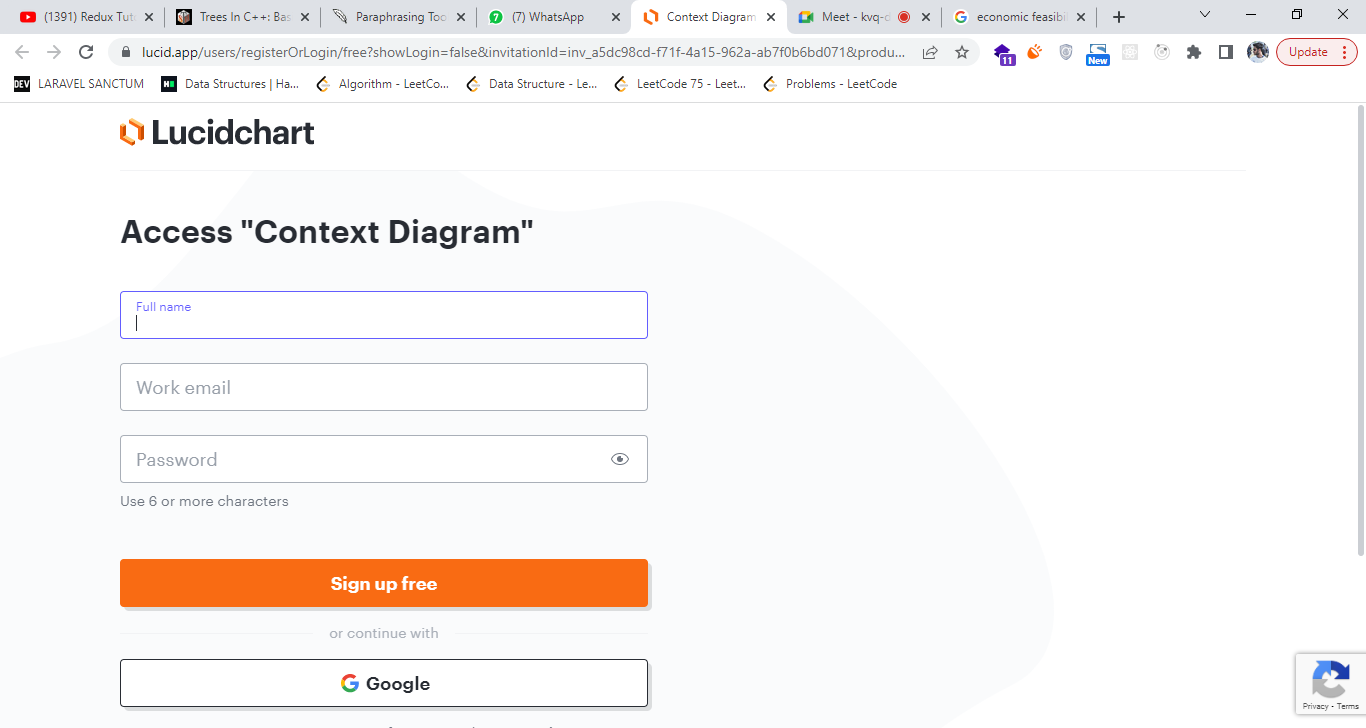 (1391) Redux Tut
Trees In C++: Bas
Paraphrasing Too
(7) WhatsApp
Context Diagram
Meet - kvq-d
economic feasibil
lucid.app/users/registerOrLogin/free?showLogin=false&invitationId=inv_a5dc98cd-f71f-4a15-962a-ab7f0b6bd071&produ...
11
New
Update
DEV LARAVEL SANCTUM
Data Structures | Ha...
Algorithm - LeetCo...
Data Structure - Le...
LeetCode 75 - Leet...
Problems - LeetCode
Lucidchart
Access "Context Diagram"
Full name
Work email
Password
Use 6 or more characters
Sign up free
or continue with
Google
Privacy - Terms